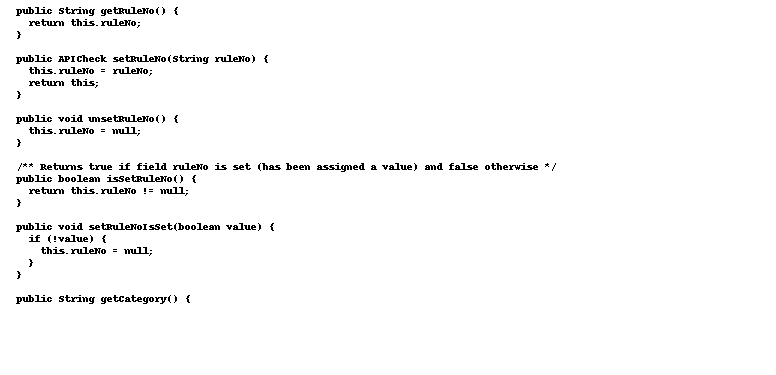 public String getRuleNo() {
  return this.ruleNo;
}

public APICheck setRuleNo(String ruleNo) {
  this.ruleNo = ruleNo;
  return this;
}

public void unsetRuleNo() {
  this.ruleNo = null;
}

/** Returns true if field ruleNo is set (has been assigned a value) and false otherwise */
public boolean isSetRuleNo() {
  return this.ruleNo != null;
}

public void setRuleNoIsSet(boolean value) {
  if (!value) {
    this.ruleNo = null;
  }
}

public String getCategory() {